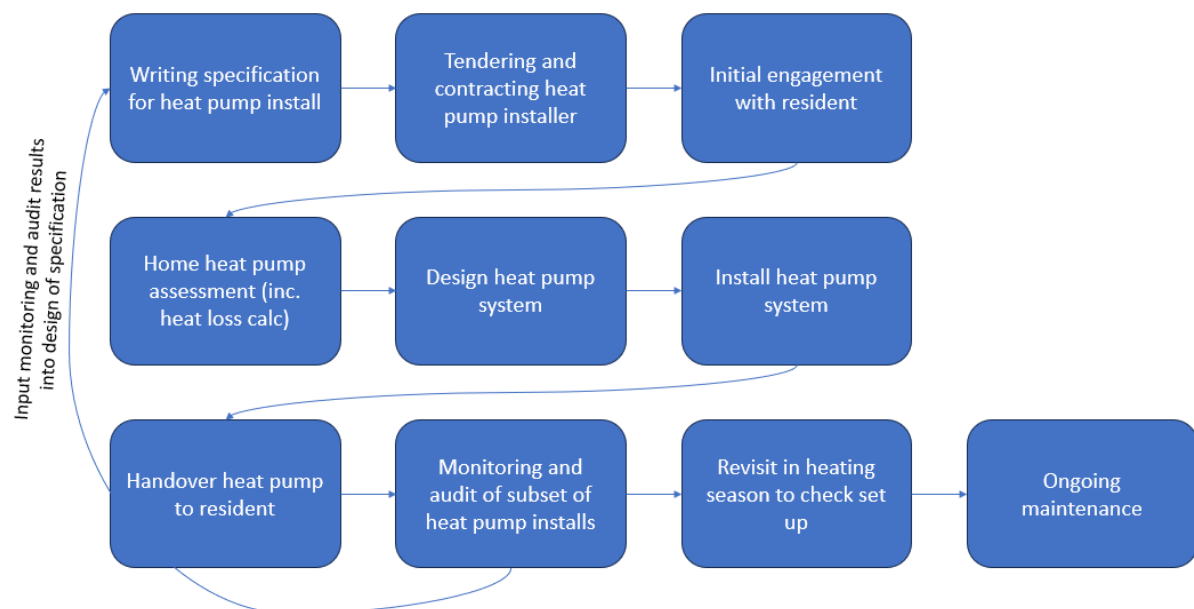 Writing specification
for heat pump install
Tendering and
contracting heat
pump installer
Initial engagement
with resident
Input monitoring and audit results
into design of specification
Home heat pump
assessment (inc.
heat loss calc)
Design heat pump
system
Install heat pump
system
Handover heat pump
to resident
Monitoring and
audit of subset of
heat pump installs
Revisit in heating
season to check set
up
Ongoing
maintenance